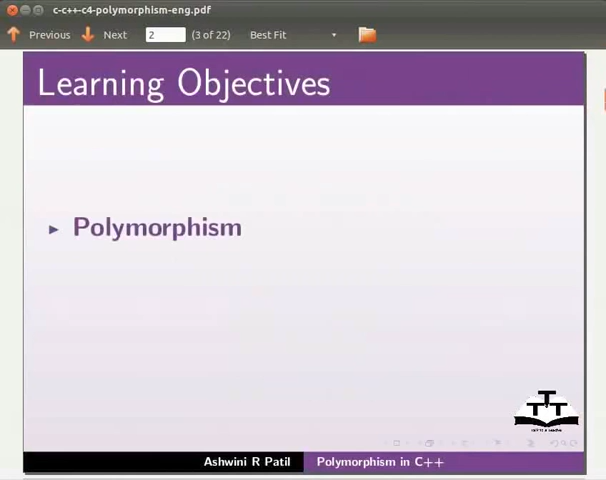 c-c++-c4-polymorphism-eng.pdf
Previous Next 2 (3 of 22) Best Fit
Learning Objectives
▸ Polymorphism
TTT
Ashwini R Patil Polymorphism in C++